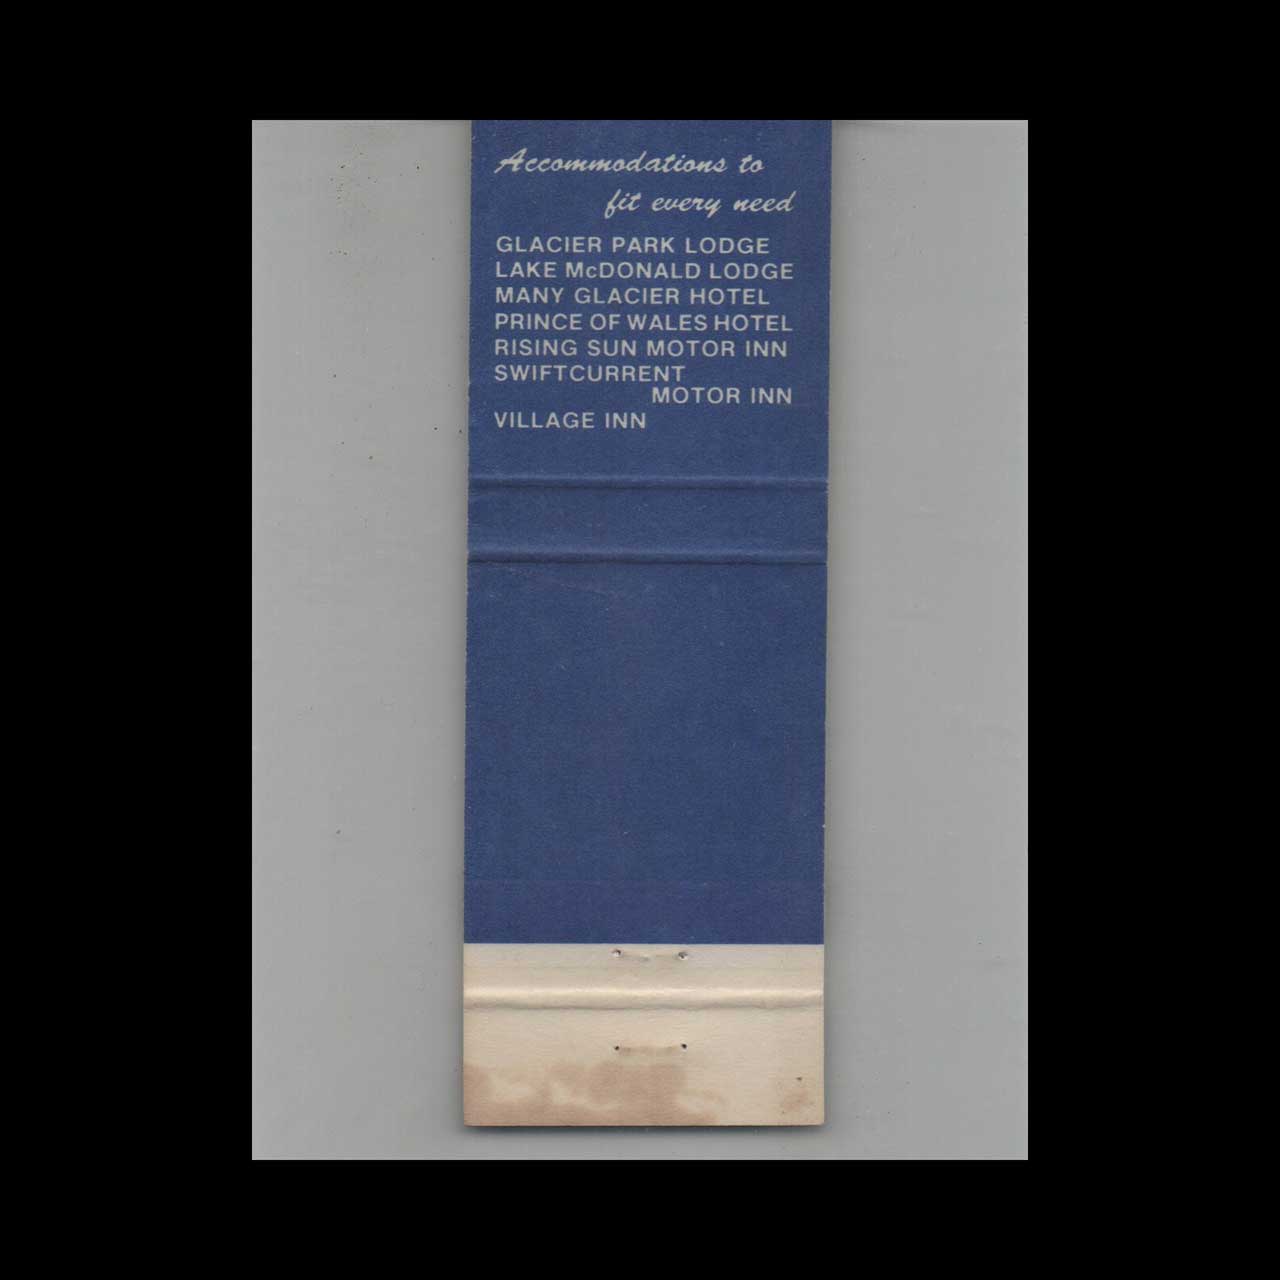 Accommodations to
fit every need
GLACIER PARK LODGE
LAKE McDONALD LODGE
MANY GLACIER HOTEL
PRINCE OF WALES HOTEL
RISING SUN MOTOR INN
SWIFTCURRENT
MOTOR INN
VILLAGE INN